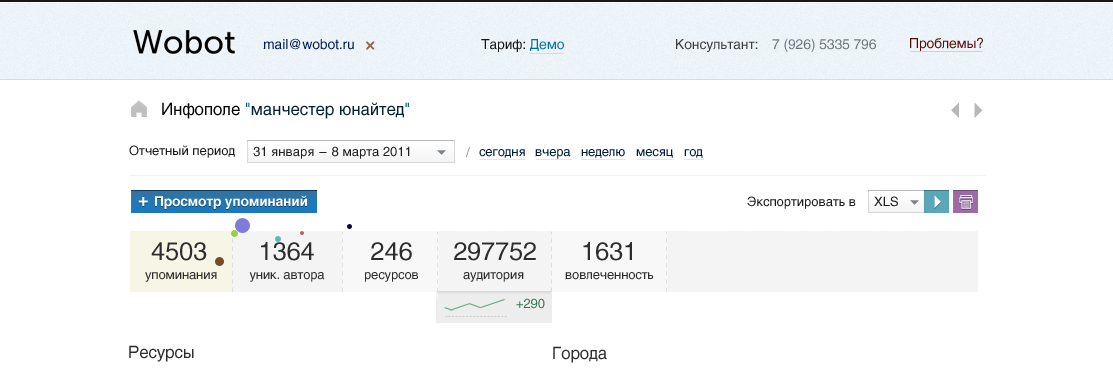 Wobot mail@wobot.ru × Тариф: Демо Консультант: 7 (926) 5335 796 Проблемы?
Инфополе "манчестер юнайтед"
Отчетный период 31 января – 8 марта 2011 / сегодня вчера неделю месяц год
+ Просмотр упоминаний Экспортировать в XLS
4503 1364 246 297752 1631
упоминания уник. автора ресурсов аудитория вовлеченность
+290
Ресурсы Города